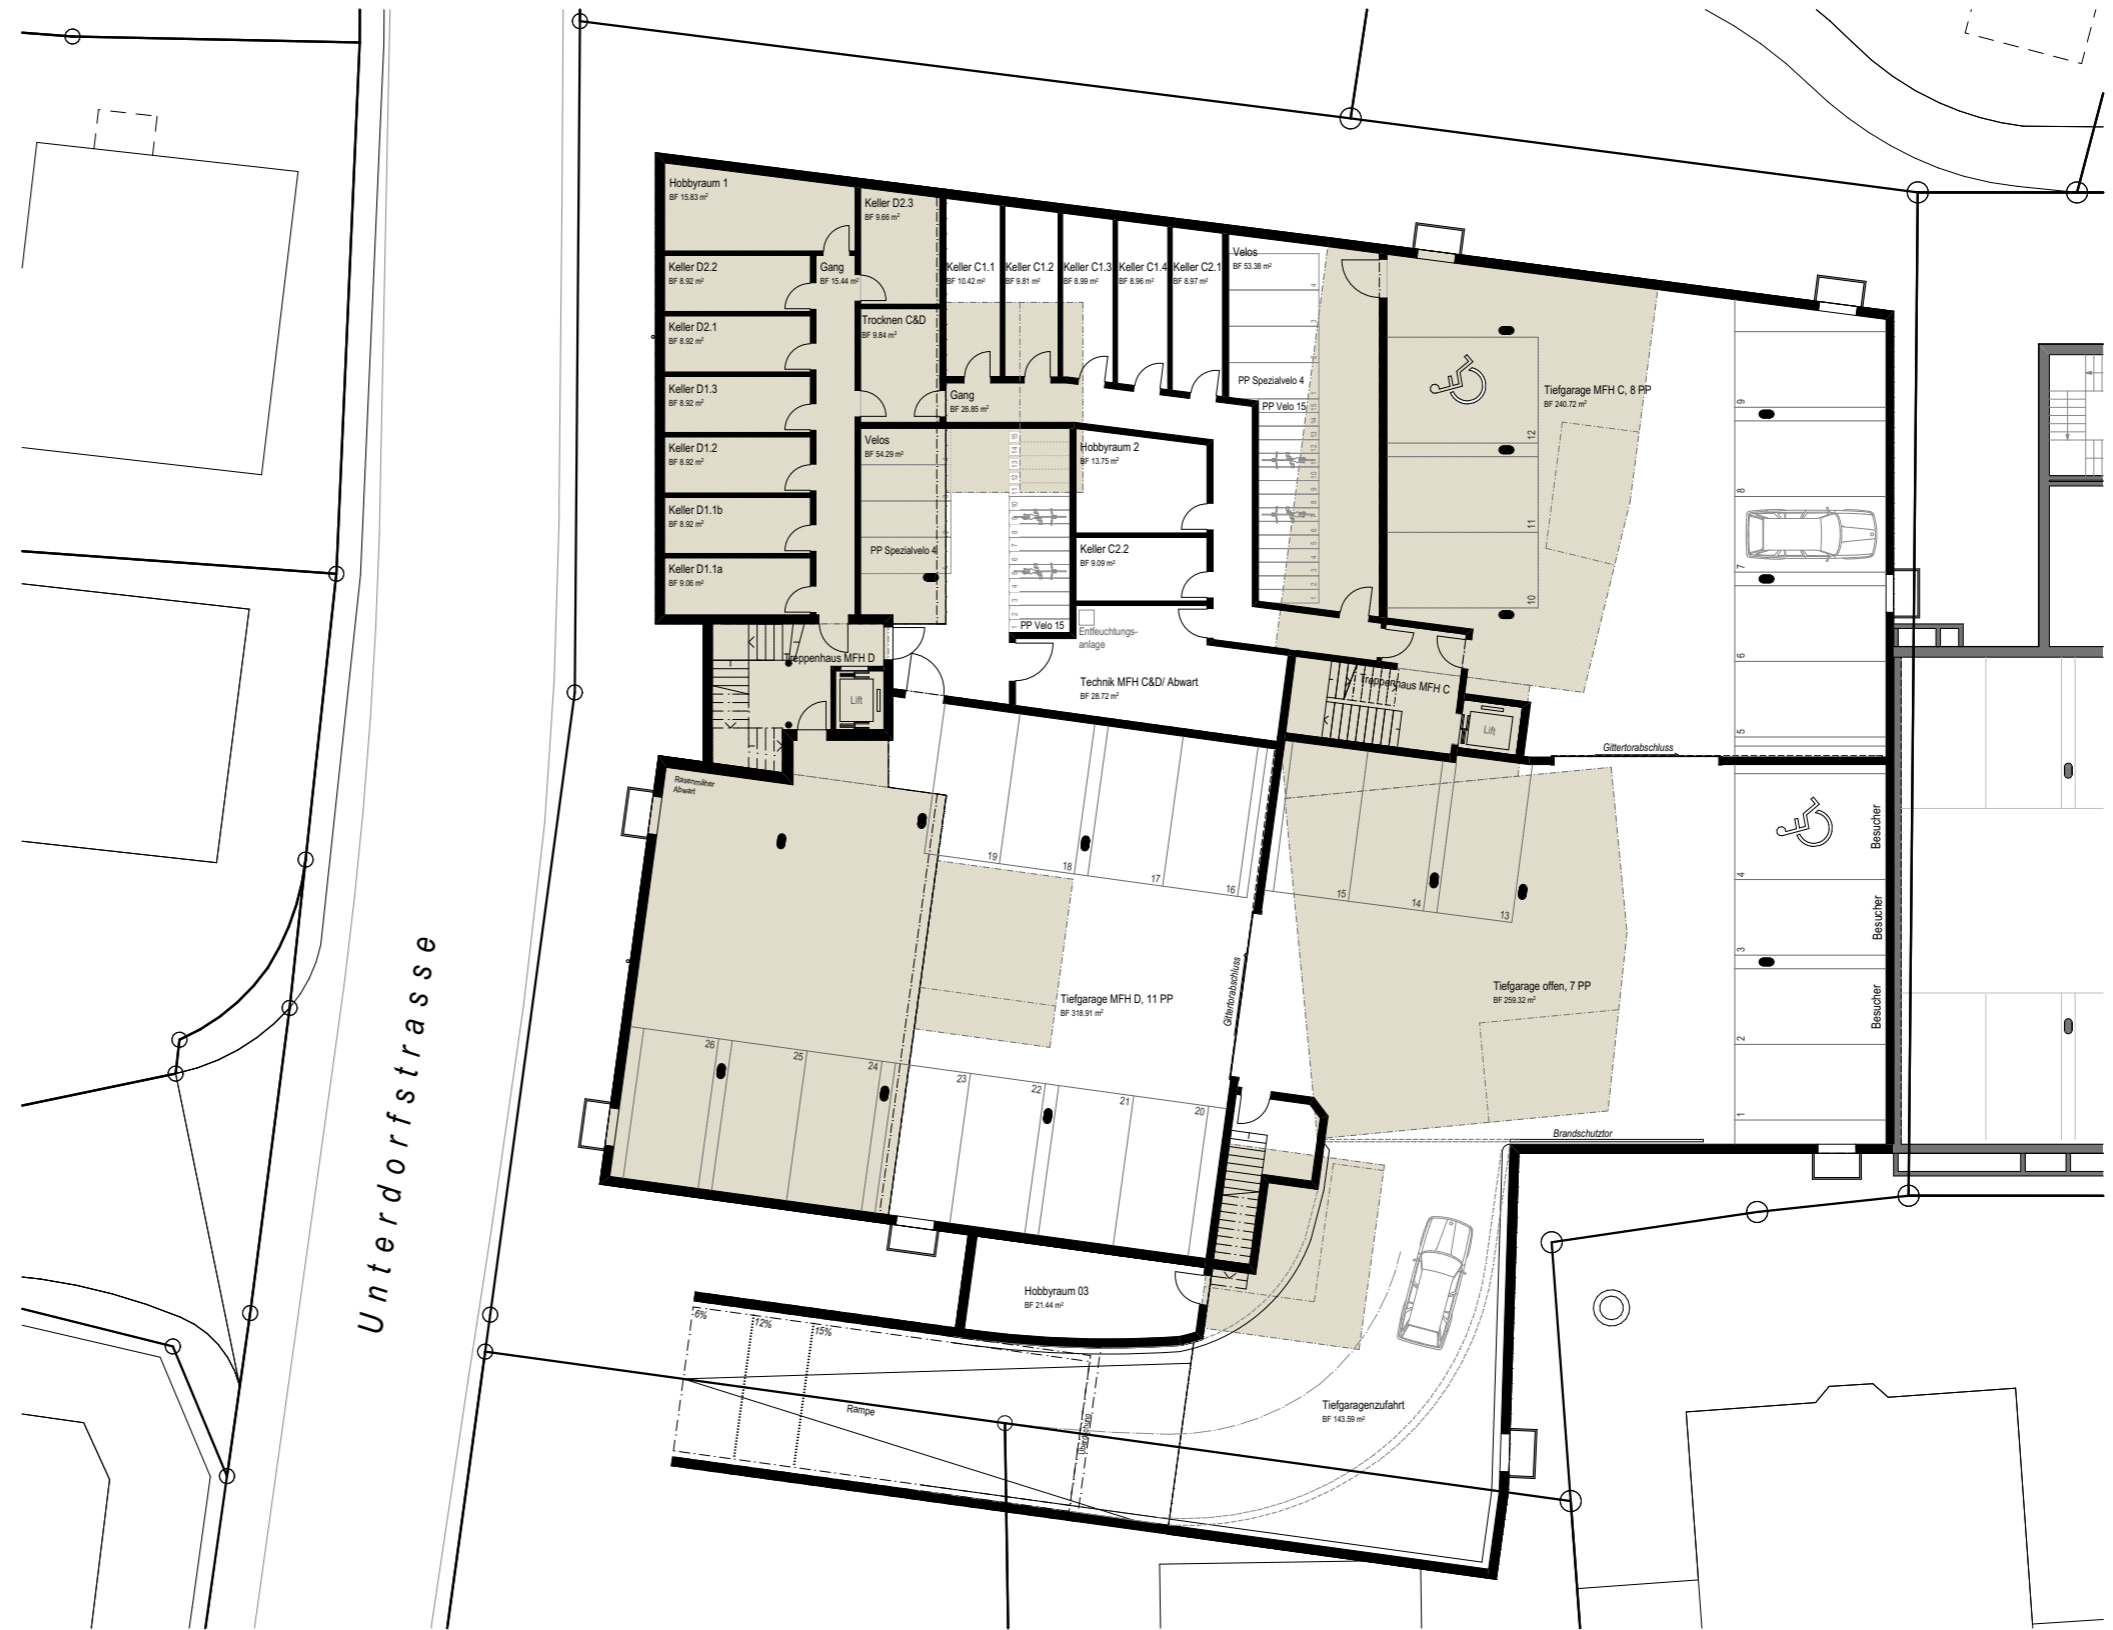 Hobbyraum 1
BF 15.83 m²
Keller D2.3
BF 9.66 m²
Keller D2.2
BF 8.92 m²
Gang
BF 15.44 m²
Keller C1.1
BF 10.42 m²
Keller C1.2
BF 9.81 m²
Keller C1.3
BF 8.99 m²
Keller C1.4
BF 8.96 m²
Keller C2.1
BF 8.97 m²
Velos
BF 53.38 m²
Keller D2.1
BF 8.92 m²
Trocknen C&D
BF 9.84 m²
Keller D1.3
BF 8.92 m²
Gang
BF 26.85 m²
PP Spezialvelo 4
PP Velo 15
Tiefgarage MFH C, 8 PP
BF 240.72 m²
Keller D1.2
BF 8.92 m²
Velos
BF 54.29 m²
Hobbyraum 2
BF 13.75 m²
Keller D1.1b
BF 8.92 m²
PP Spezialvelo 4
Keller C2.2
BF 9.09 m²
Keller D1.1a
BF 9.06 m²
PP Velo 15
Entfeuchtungs-
anlage
Treppenhaus MFH D
Lift
Technik MFH C&D/ Abwart
BF 28.72 m²
Treppenhaus MFH C
Lift
Gittertorabschluss
12
11
10
9
8
7
6
5
Rasenmäher
Abwart
19
18
17
16
15
14
13
4
3
2
1
Besucher
Besucher
Besucher
Unterdorfstrasse
Gittertorabschluss
Tiefgarage MFH D, 11 PP
BF 318.91 m²
Tiefgarage offen, 7 PP
BF 259.32 m²
26
25
24
23
22
21
20
Brandschutztor
Hobbyraum 03
BF 21.44 m²
6%
12%
15%
Rampe
Tiefgaragenzufahrt
BF 143.59 m²